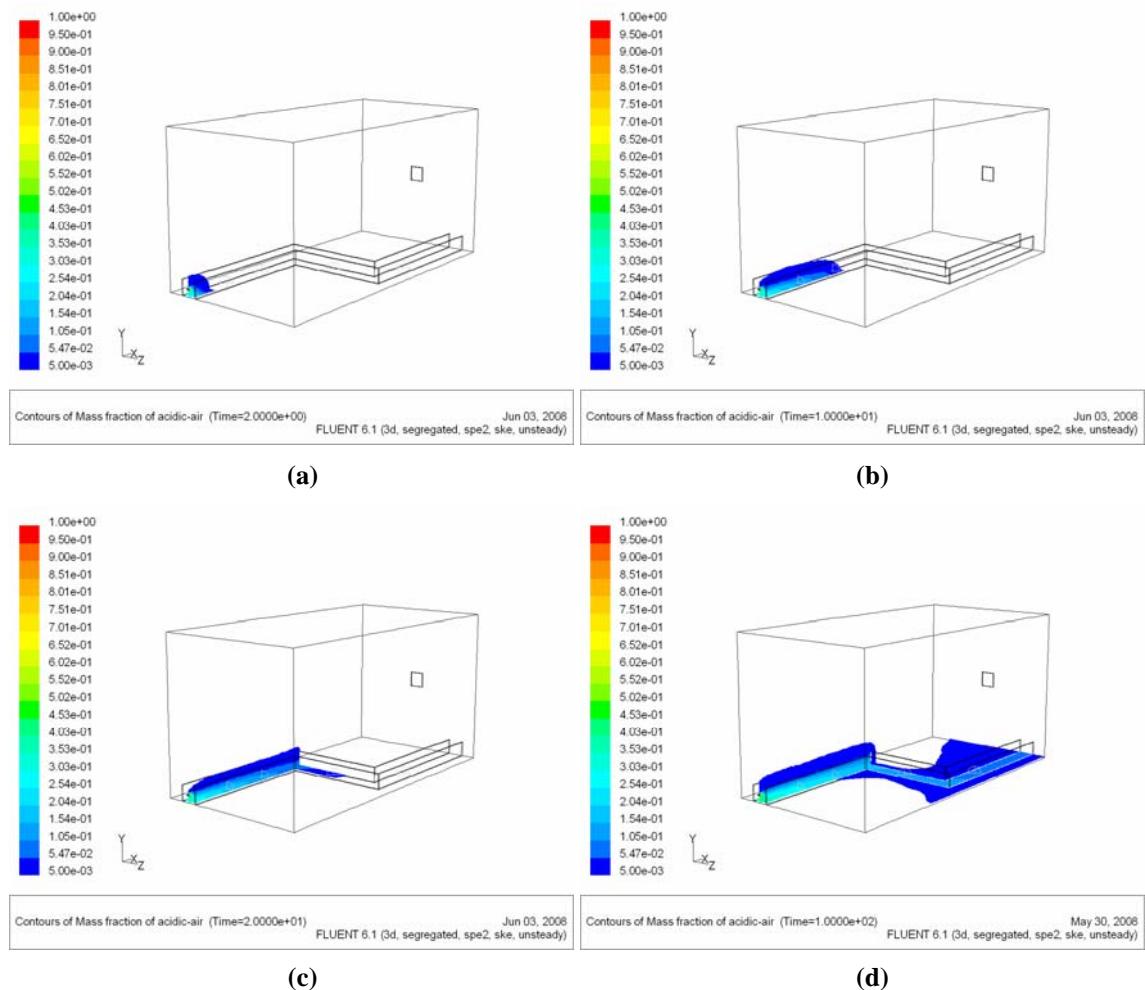 1.00e+00
9.50e-01
9.00e-01
8.51e-01
8.01e-01
7.51e-01
7.01e-01
6.52e-01
6.02e-01
5.52e-01
5.02e-01
4.53e-01
4.03e-01
3.53e-01
3.03e-01
2.54e-01
2.04e-01
1.54e-01
1.05e-01
5.47e-02
5.00e-03
Y
X
Z
Contours of Mass fraction of acidic-air (Time=2.0000e+00) Jun 03, 2008
FLUENT 6.1 (3d, segregated, spe2, ske, unsteady)
(a)
1.00e+00
9.50e-01
9.00e-01
8.51e-01
8.01e-01
7.51e-01
7.01e-01
6.52e-01
6.02e-01
5.52e-01
5.02e-01
4.53e-01
4.03e-01
3.53e-01
3.03e-01
2.54e-01
2.04e-01
1.54e-01
1.05e-01
5.47e-02
5.00e-03
Y
X
Z
Contours of Mass fraction of acidic-air (Time=1.0000e+01) Jun 03, 2008
FLUENT 6.1 (3d, segregated, spe2, ske, unsteady)
(b)
1.00e+00
9.50e-01
9.00e-01
8.51e-01
8.01e-01
7.51e-01
7.01e-01
6.52e-01
6.02e-01
5.52e-01
5.02e-01
4.53e-01
4.03e-01
3.53e-01
3.03e-01
2.54e-01
2.04e-01
1.54e-01
1.05e-01
5.47e-02
5.00e-03
Y
X
Z
Contours of Mass fraction of acidic-air (Time=2.0000e+01) Jun 03, 2008
FLUENT 6.1 (3d, segregated, spe2, ske, unsteady)
(c)
1.00e+00
9.50e-01
9.00e-01
8.51e-01
8.01e-01
7.51e-01
7.01e-01
6.52e-01
6.02e-01
5.52e-01
5.02e-01
4.53e-01
4.03e-01
3.53e-01
3.03e-01
2.54e-01
2.04e-01
1.54e-01
1.05e-01
5.47e-02
5.00e-03
Y
X
Z
Contours of Mass fraction of acidic-air (Time=1.0000e+02) May 30, 2008
FLUENT 6.1 (3d, segregated, spe2, ske, unsteady)
(d)